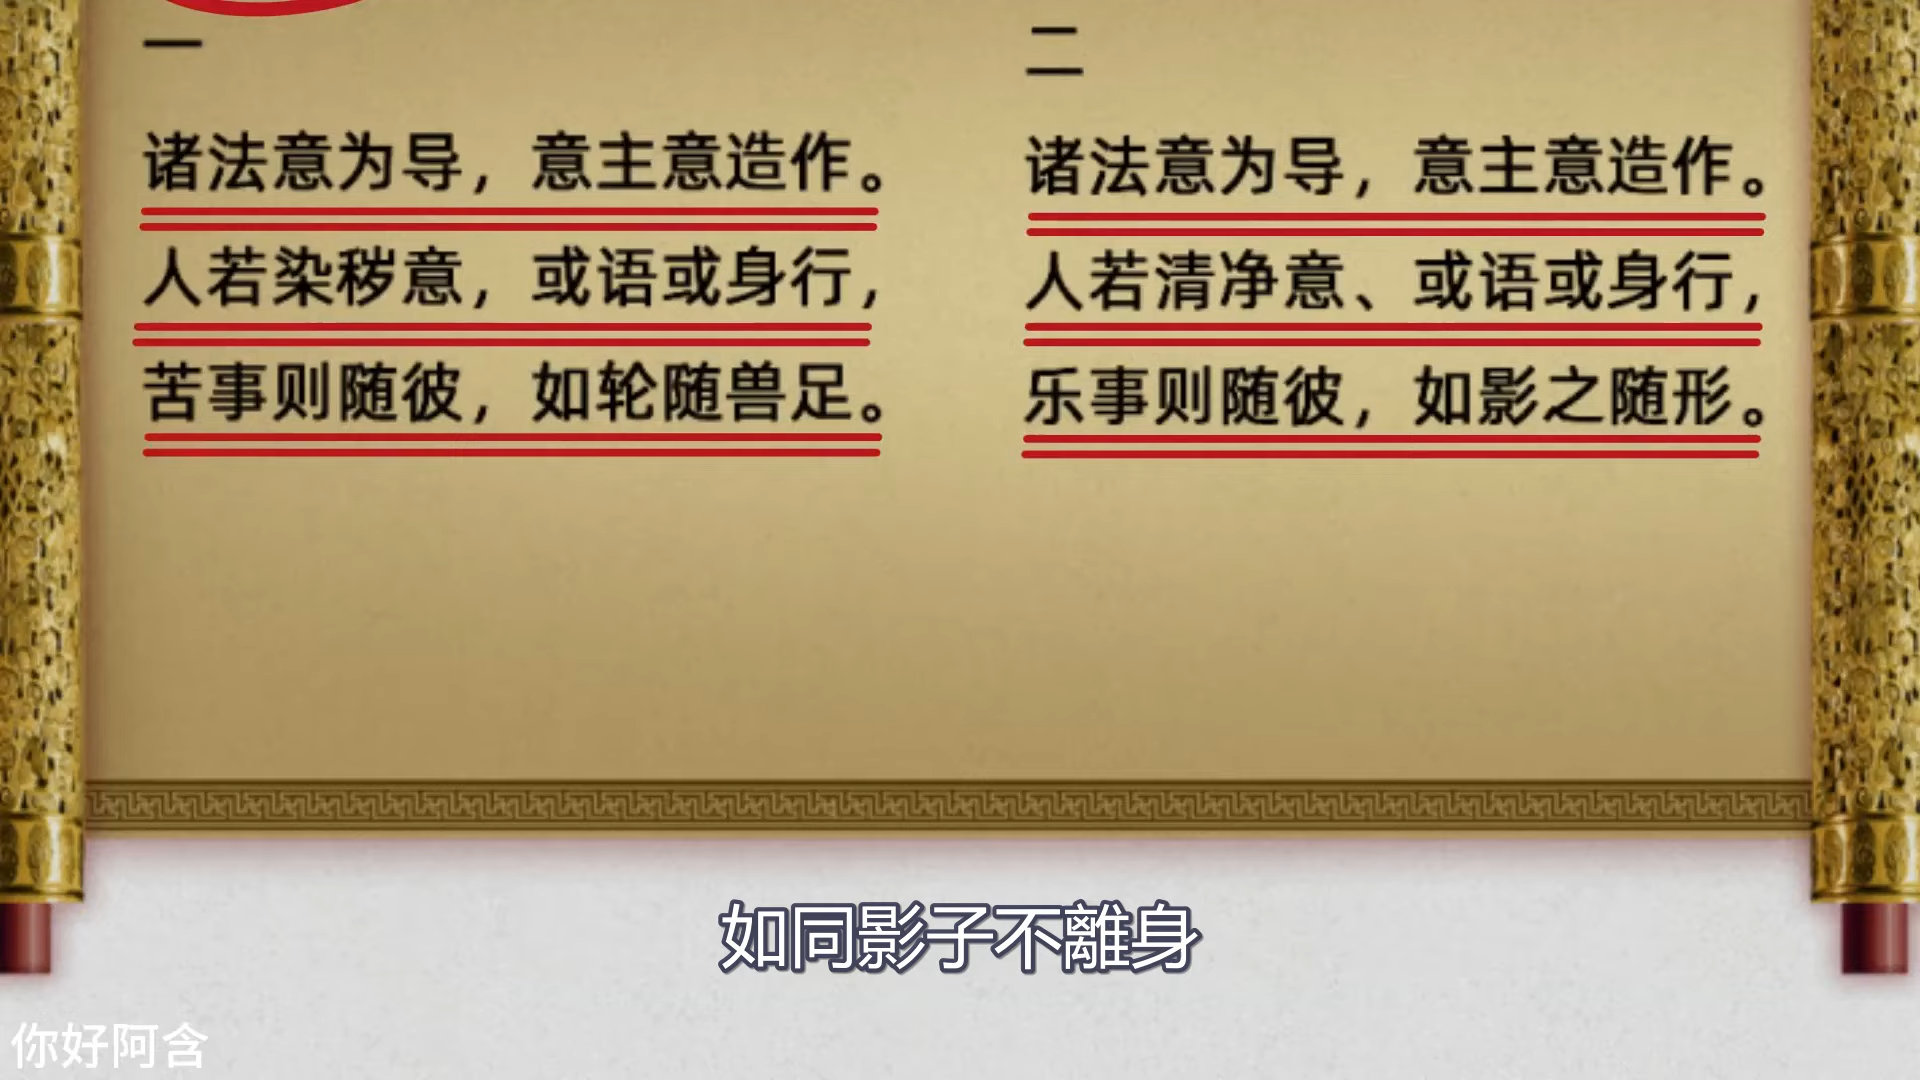 一
诸法意为导，意主意造作。
人若染秽意，或语或身行，
苦事则随彼，如轮随兽足。
二
诸法意为导，意主意造作。
人若清净意、或语或身行，
乐事则随彼，如影之随形。
如同影子不離身
你好阿含